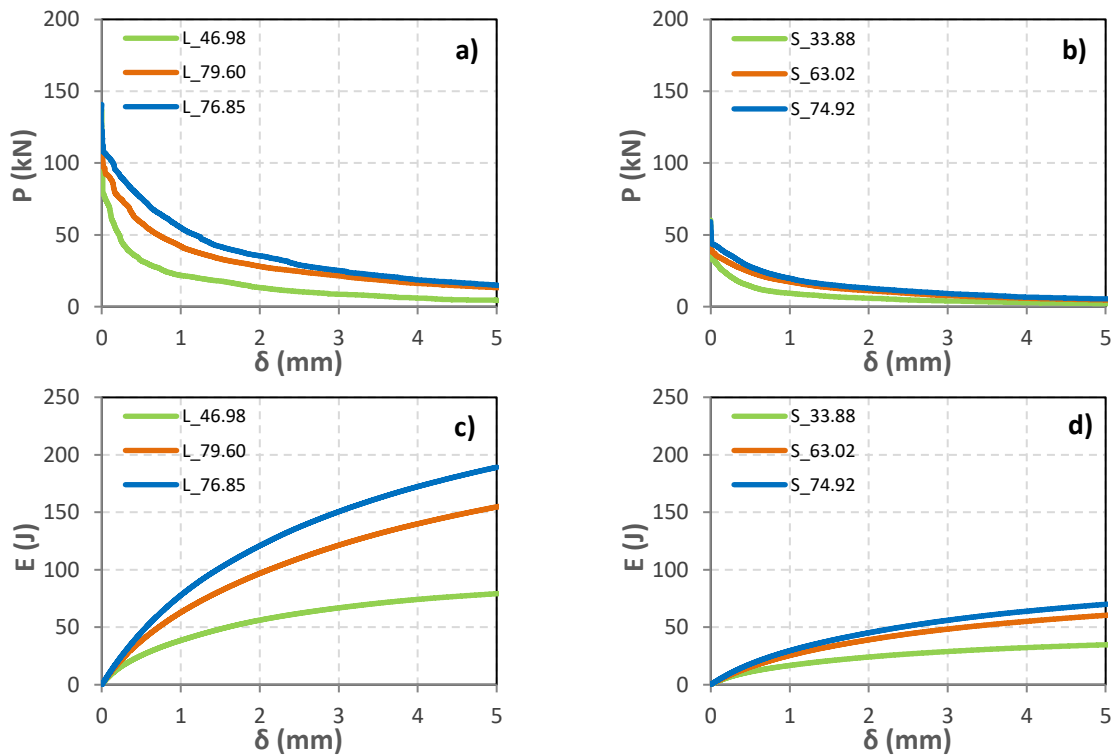 a)
L_46.98
L_79.60
L_76.85
P (kN)
200
150
100
50
0
0 1 2 3 4 5
δ (mm)
b)
S_33.88
S_63.02
S_74.92
P (kN)
200
150
100
50
0
0 1 2 3 4 5
δ (mm)
c)
L_46.98
L_79.60
L_76.85
E (J)
250
200
150
100
50
0
0 1 2 3 4 5
δ (mm)
d)
S_33.88
S_63.02
S_74.92
E (J)
250
200
150
100
50
0
0 1 2 3 4 5
δ (mm)